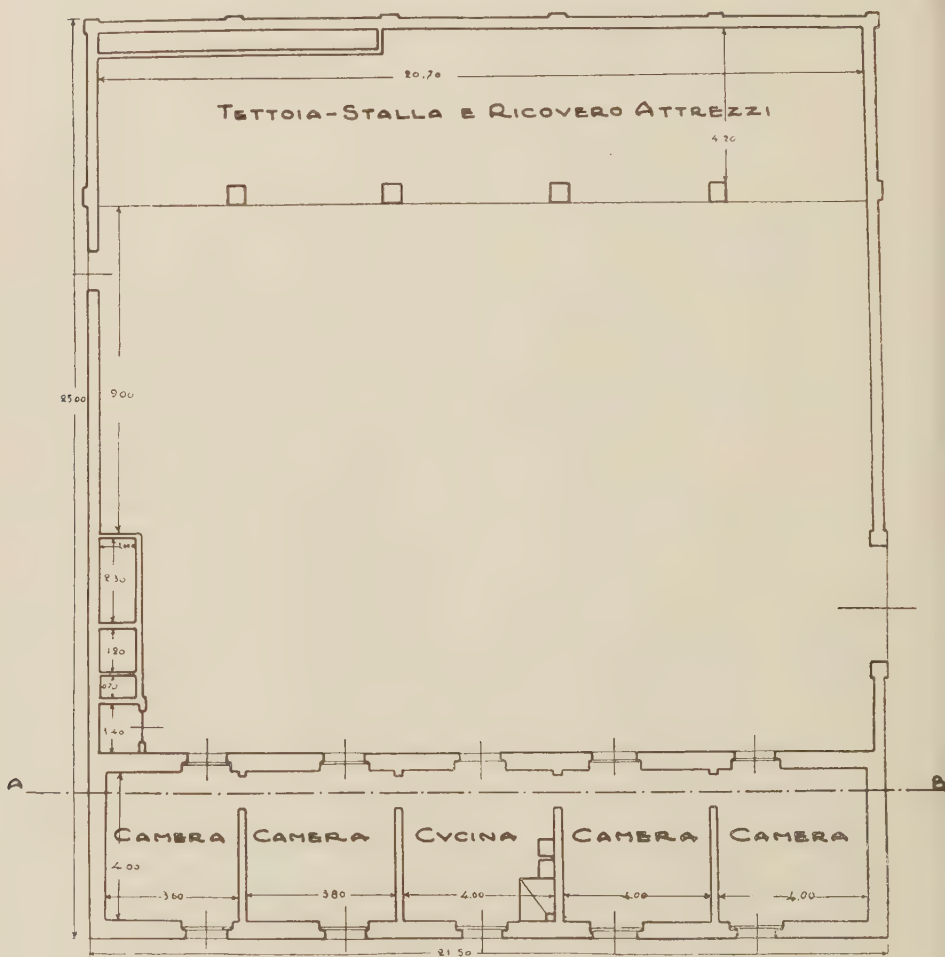 20.70
TETTOIA-STALLA E RICOVERO ATTREZZI
4.20
25.00
9.00
2.30
1.20
1.40
A
B
CAMERA CAMERA CVCINA CAMERA CAMERA
4.00
3.60 3.80 4.00 4.00 4.00
21.50